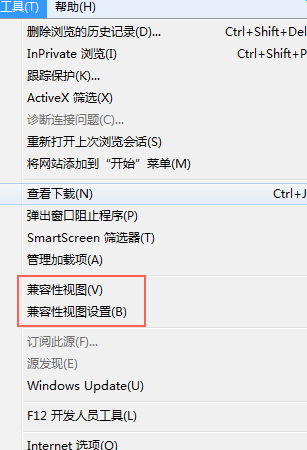 工具(T) 帮助(H)
删除浏览的历史记录(D)... Ctrl+Shift+Del
InPrivate 浏览(I) Ctrl+Shift+P
跟踪保护(K)...
ActiveX 筛选(X)
诊断连接问题(C)...
重新打开上次浏览会话(S)
将网站添加到“开始”菜单(M)
查看下载(N) Ctrl+J
弹出窗口阻止程序(P)
SmartScreen 筛选器(T)
管理加载项(A)
兼容性视图(V)
兼容性视图设置(B)
订阅此源(F)...
源发现(E)
Windows Update(U)
F12 开发人员工具(L)
Internet 选项(O)